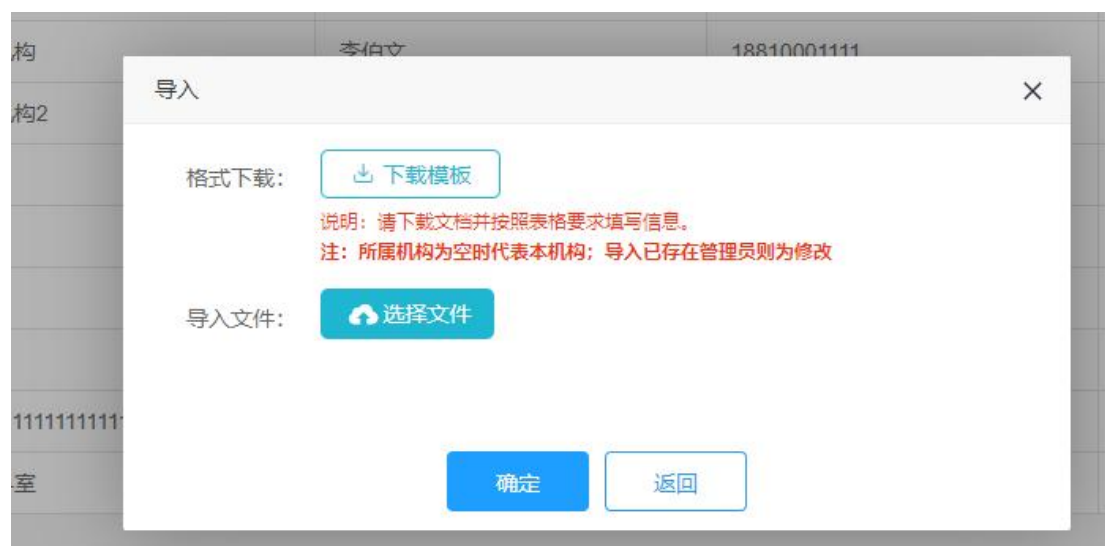 构 李伯文 18810001111
导入
构2
格式下载： 下载模板
说明：请下载文档并按照表格要求填写信息。
注：所属机构为空时代表本机构；导入已存在管理员则为修改
导入文件： 选择文件
111111111111
室
确定 返回